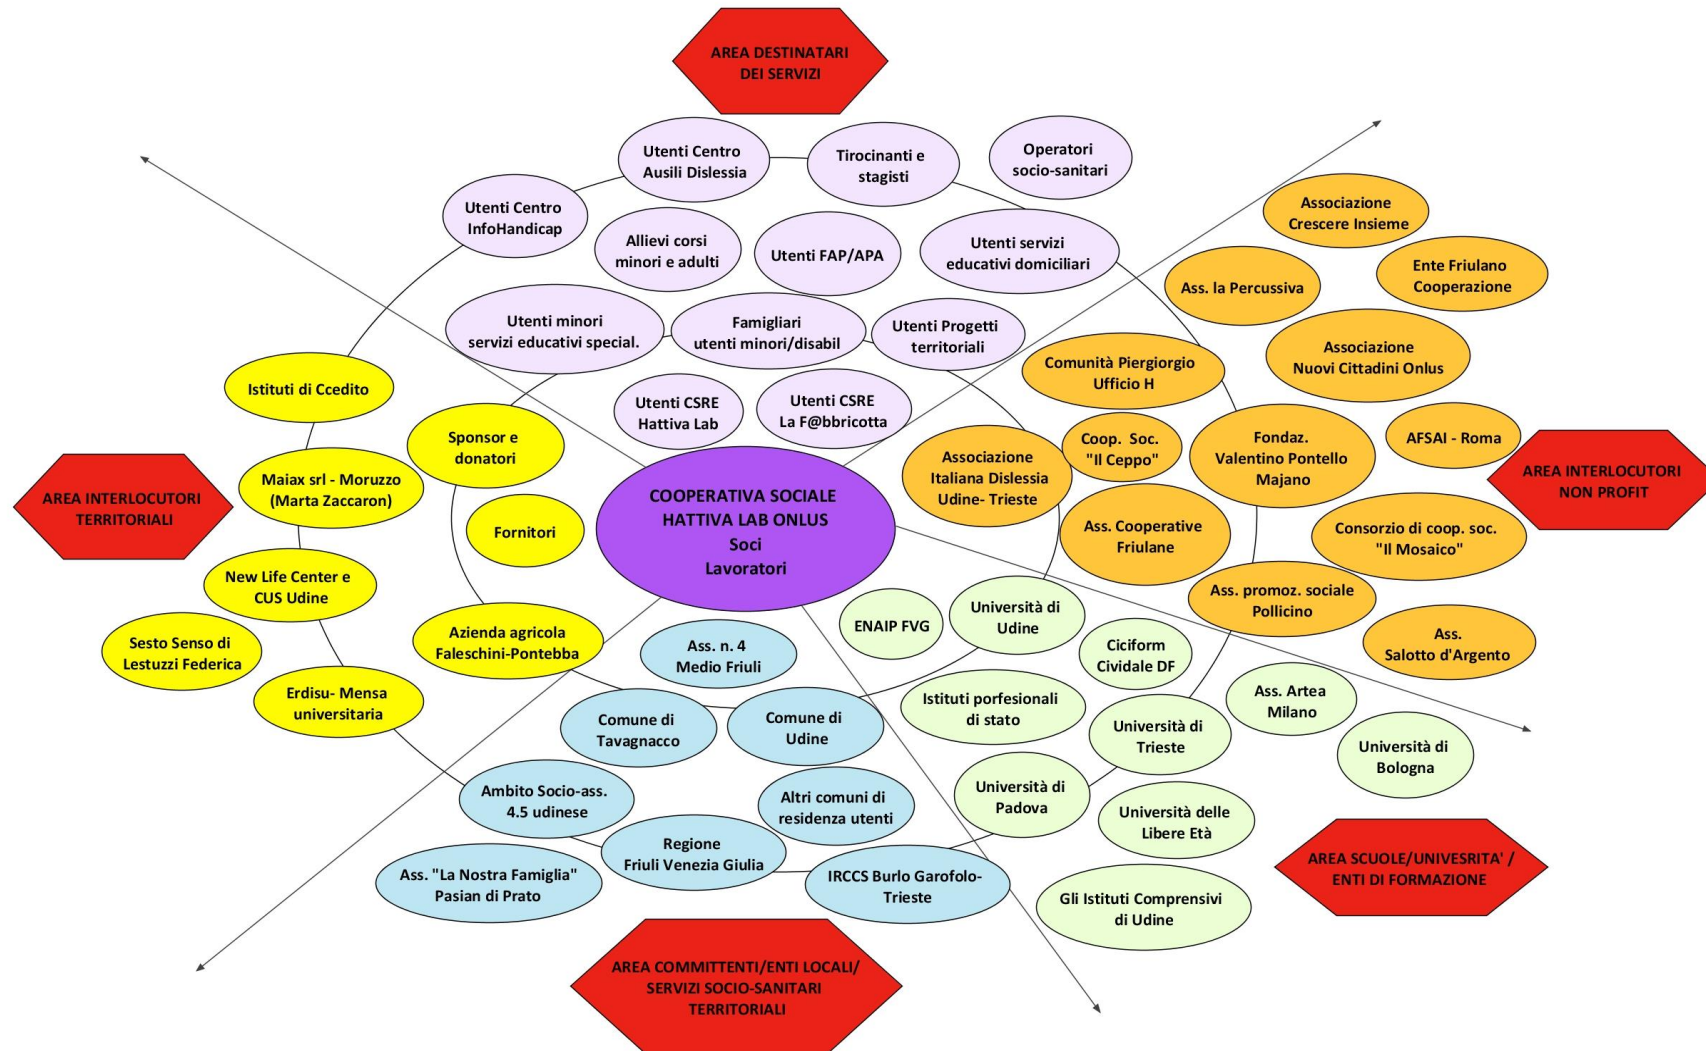 AREA DESTINATARI
DEI SERVIZI
Utenti Centro
Ausili Dislessia
Tirocinanti e
stagisti
Operatori
socio-sanitari
Utenti Centro
InfoHandicap
Allievi corsi
minori e adulti
Utenti FAP/APA
Utenti servizi
educativi domiciliari
Utenti minori
servizi educativi special.
Famigliari
utenti minori/disabil
Utenti Progetti
territoriali
Utenti CSRE
Hattiva Lab
Utenti CSRE
La F@bbricotta
Associazione
Crescere Insieme
Ass. la Percussiva
Ente Friulano
Cooperazione
Associazione
Nuovi Cittadini Onlus
Comunità Piergiorgio
Ufficio H
Coop.  Soc.
"Il Ceppo"
Fondaz.
Valentino Pontello
Majano
AFSAI - Roma
Associazione
Italiana Dislessia
Udine- Trieste
Ass. Cooperative
Friulane
Consorzio di coop. soc.
"Il Mosaico"
Ass. promoz. sociale
Pollicino
Ass.
Salotto d'Argento
AREA INTERLOCUTORI
NON PROFIT
Istituti di Ccedito
Sponsor e
donatori
Maiax srl - Moruzzo
(Marta Zaccaron)
Fornitori
New Life Center e
CUS Udine
Sesto Senso di
Lestuzzi Federica
Azienda agricola
Faleschini-Pontebba
Erdisu- Mensa
universitaria
AREA INTERLOCUTORI
TERRITORIALI
COOPERATIVA SOCIALE
HATTIVA LAB ONLUS
Soci
Lavoratori
Ass. n. 4
Medio Friuli
Comune di
Tavagnacco
Comune di
Udine
Ambito Socio-ass.
4.5 udinese
Altri comuni di
residenza utenti
Regione
Friuli Venezia Giulia
Ass. "La Nostra Famiglia"
Pasian di Prato
IRCCS Burlo Garofolo-
Trieste
AREA COMMITTENTI/ENTI LOCALI/
SERVIZI SOCIO-SANITARI
TERRITORIALI
ENAIP FVG
Università di
Udine
Ciciform
Cividale DF
Istituti porfesionali
di stato
Ass. Artea
Milano
Università di
Trieste
Università di
Bologna
Università di
Padova
Università delle
Libere Età
Gli Istituti Comprensivi
di Udine
AREA SCUOLE/UNIVESRITA' /
ENTI DI FORMAZIONE